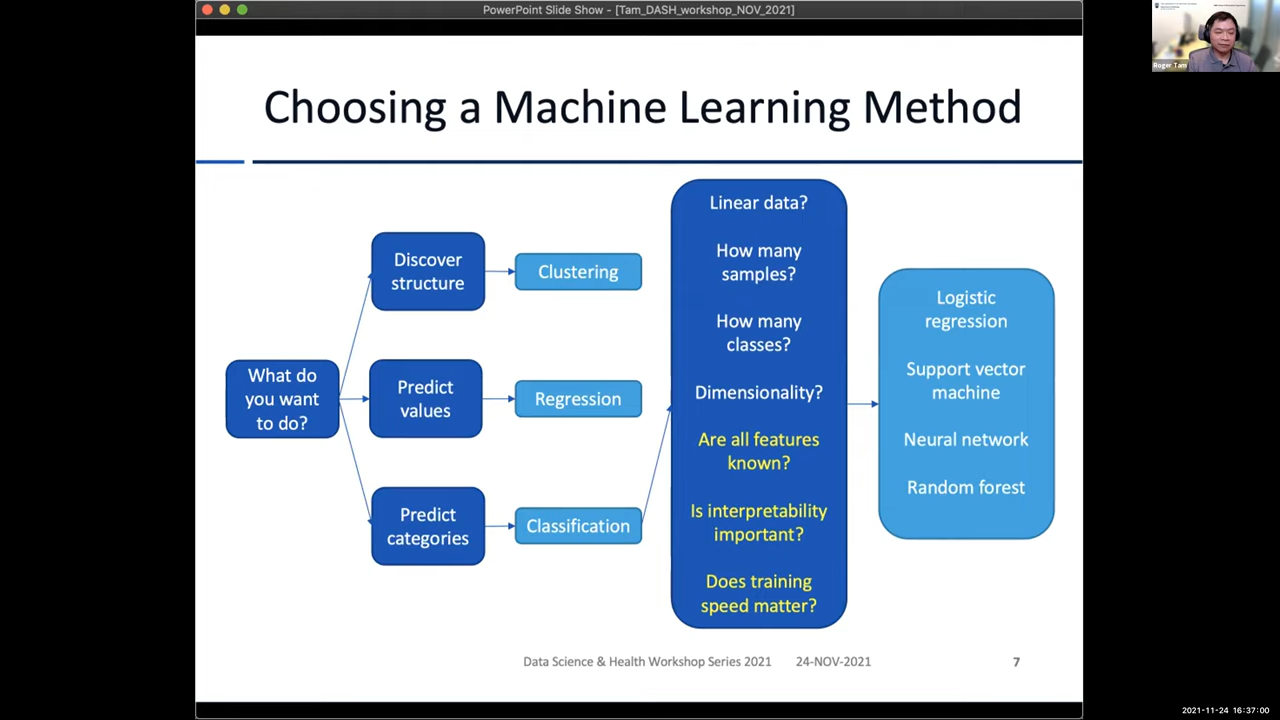 PowerPoint Slide Show - [Tam_DASH_workshop_NOV_2021]
Roger Tam
Choosing a Machine Learning Method
What do
you want
to do?
Discover
structure
Clustering
Predict
values
Regression
Predict
categories
Classification
Linear data?
How many
samples?
How many
classes?
Dimensionality?
Are all features
known?
Is interpretability
important?
Does training
speed matter?
Logistic
regression
Support vector
machine
Neural network
Random forest
Data Science & Health Workshop Series 2021 24-NOV-2021 7
2021-11-24 16:37:00